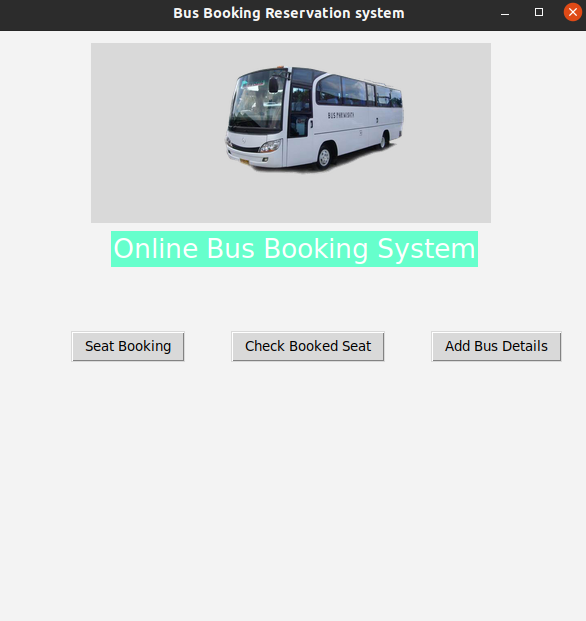 Bus Booking Reservation system
Online Bus Booking System
Seat Booking
Check Booked Seat
Add Bus Details